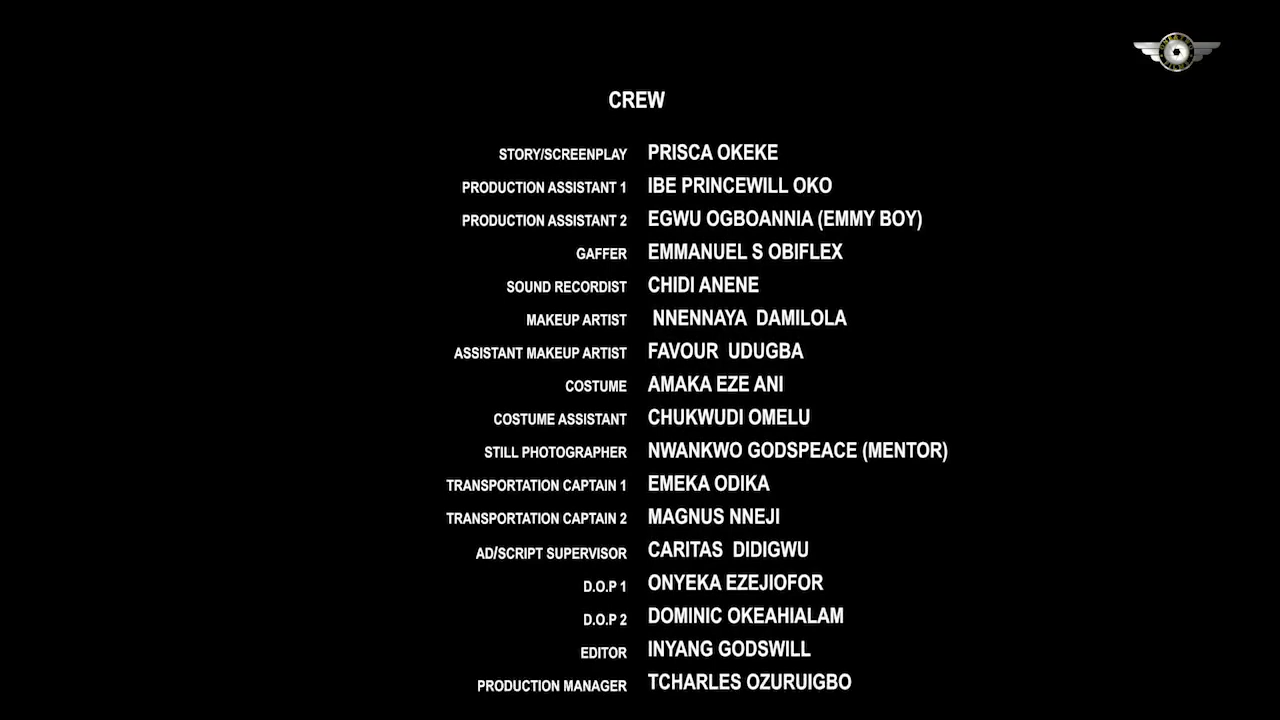 CREW
STORY/SCREENPLAY PRISCA OKEKE
PRODUCTION ASSISTANT 1 IBE PRINCEWILL OKO
PRODUCTION ASSISTANT 2 EGWU OGBOANNIA (EMMY BOY)
GAFFER EMMANUEL S OBIFLEX
SOUND RECORDIST CHIDI ANENE
MAKEUP ARTIST NNENNAYA DAMILOLA
ASSISTANT MAKEUP ARTIST FAVOUR UDUGBA
COSTUME AMAKA EZE ANI
COSTUME ASSISTANT CHUKWUDI OMELU
STILL PHOTOGRAPHER NWANKWO GODSPEACE (MENTOR)
TRANSPORTATION CAPTAIN 1 EMEKA ODIKA
TRANSPORTATION CAPTAIN 2 MAGNUS NNEJI
AD/SCRIPT SUPERVISOR CARITAS DIDIGWU
D.O.P 1 ONYEKA EZEJIOFOR
D.O.P 2 DOMINIC OKEAHIALAM
EDITOR INYANG GODSWILL
PRODUCTION MANAGER TCHARLES OZURUIGBO